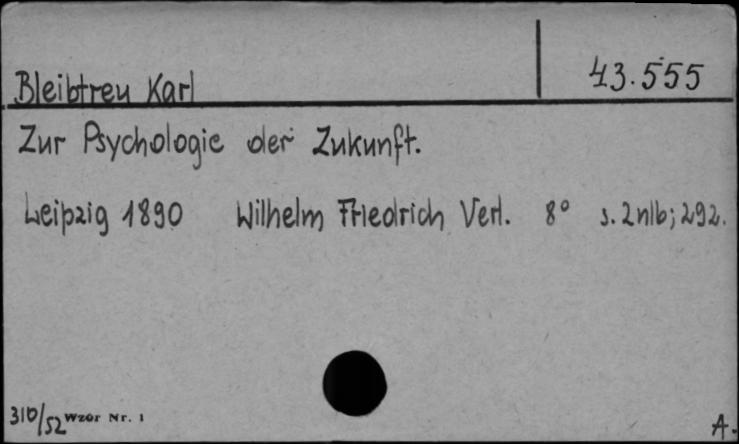 Bleibtreu Karl 43.555
Zur Psychologie der Zukunft.
Leipzig 1890 Wilhelm Friedrich Verl. 8° s. 2nlb; 292.
310/52 Wzór Nr. 1
A.